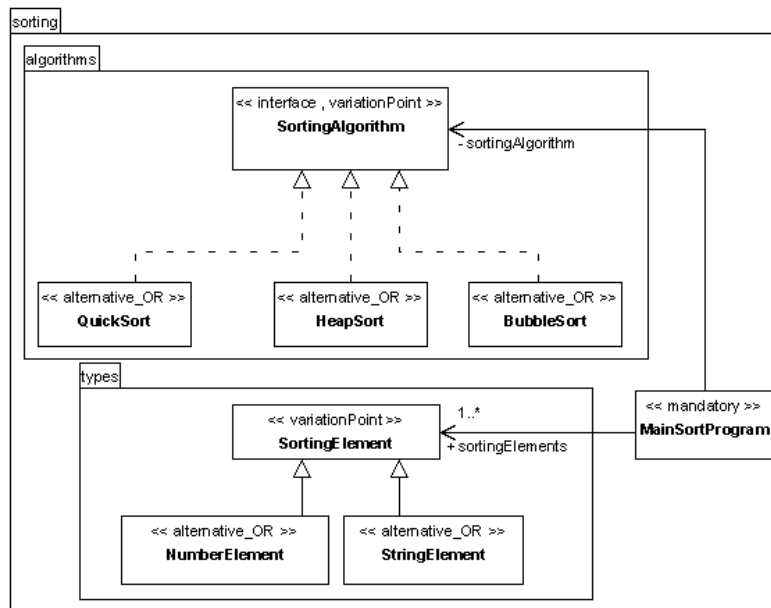 sorting
algorithms
<< interface , variationPoint >>
SortingAlgorithm
- sortingAlgorithm
<< alternative_OR >>
QuickSort
<< alternative_OR >>
HeapSort
<< alternative_OR >>
BubbleSort
types
<< variationPoint >>
SortingElement
1..*
+ sortingElements
<< mandatory >>
MainSortProgram
<< alternative_OR >>
NumberElement
<< alternative_OR >>
StringElement